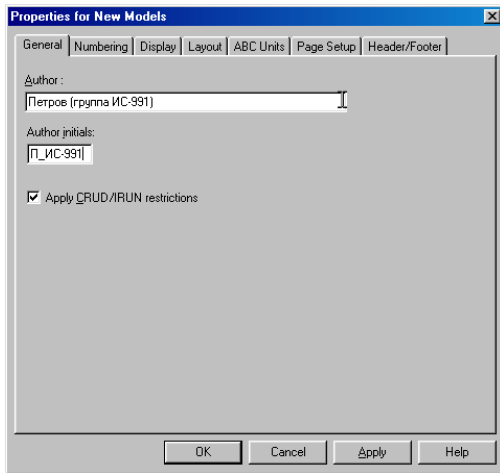 Properties for New Models
General Numbering Display Layout ABC Units Page Setup Header/Footer
Author :
Петров (группа ИС-991)
Author initials:
П_ИС-991
Apply CRUD/IRUN restrictions
OK Cancel Apply Help